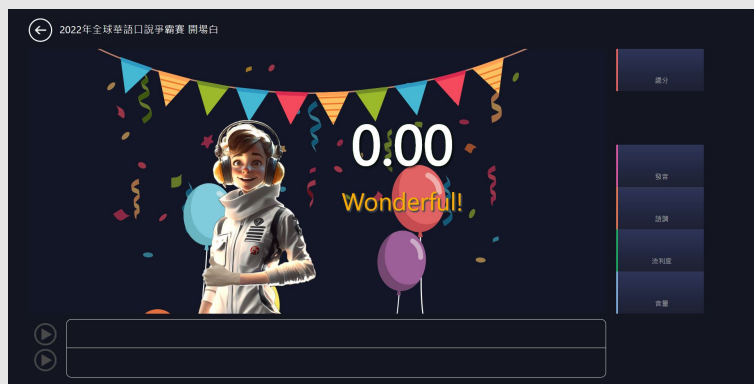 2022年全球華語口說爭霸賽 開場白
0.00
Wonderful!
總分
發音
語調
流利度
音量